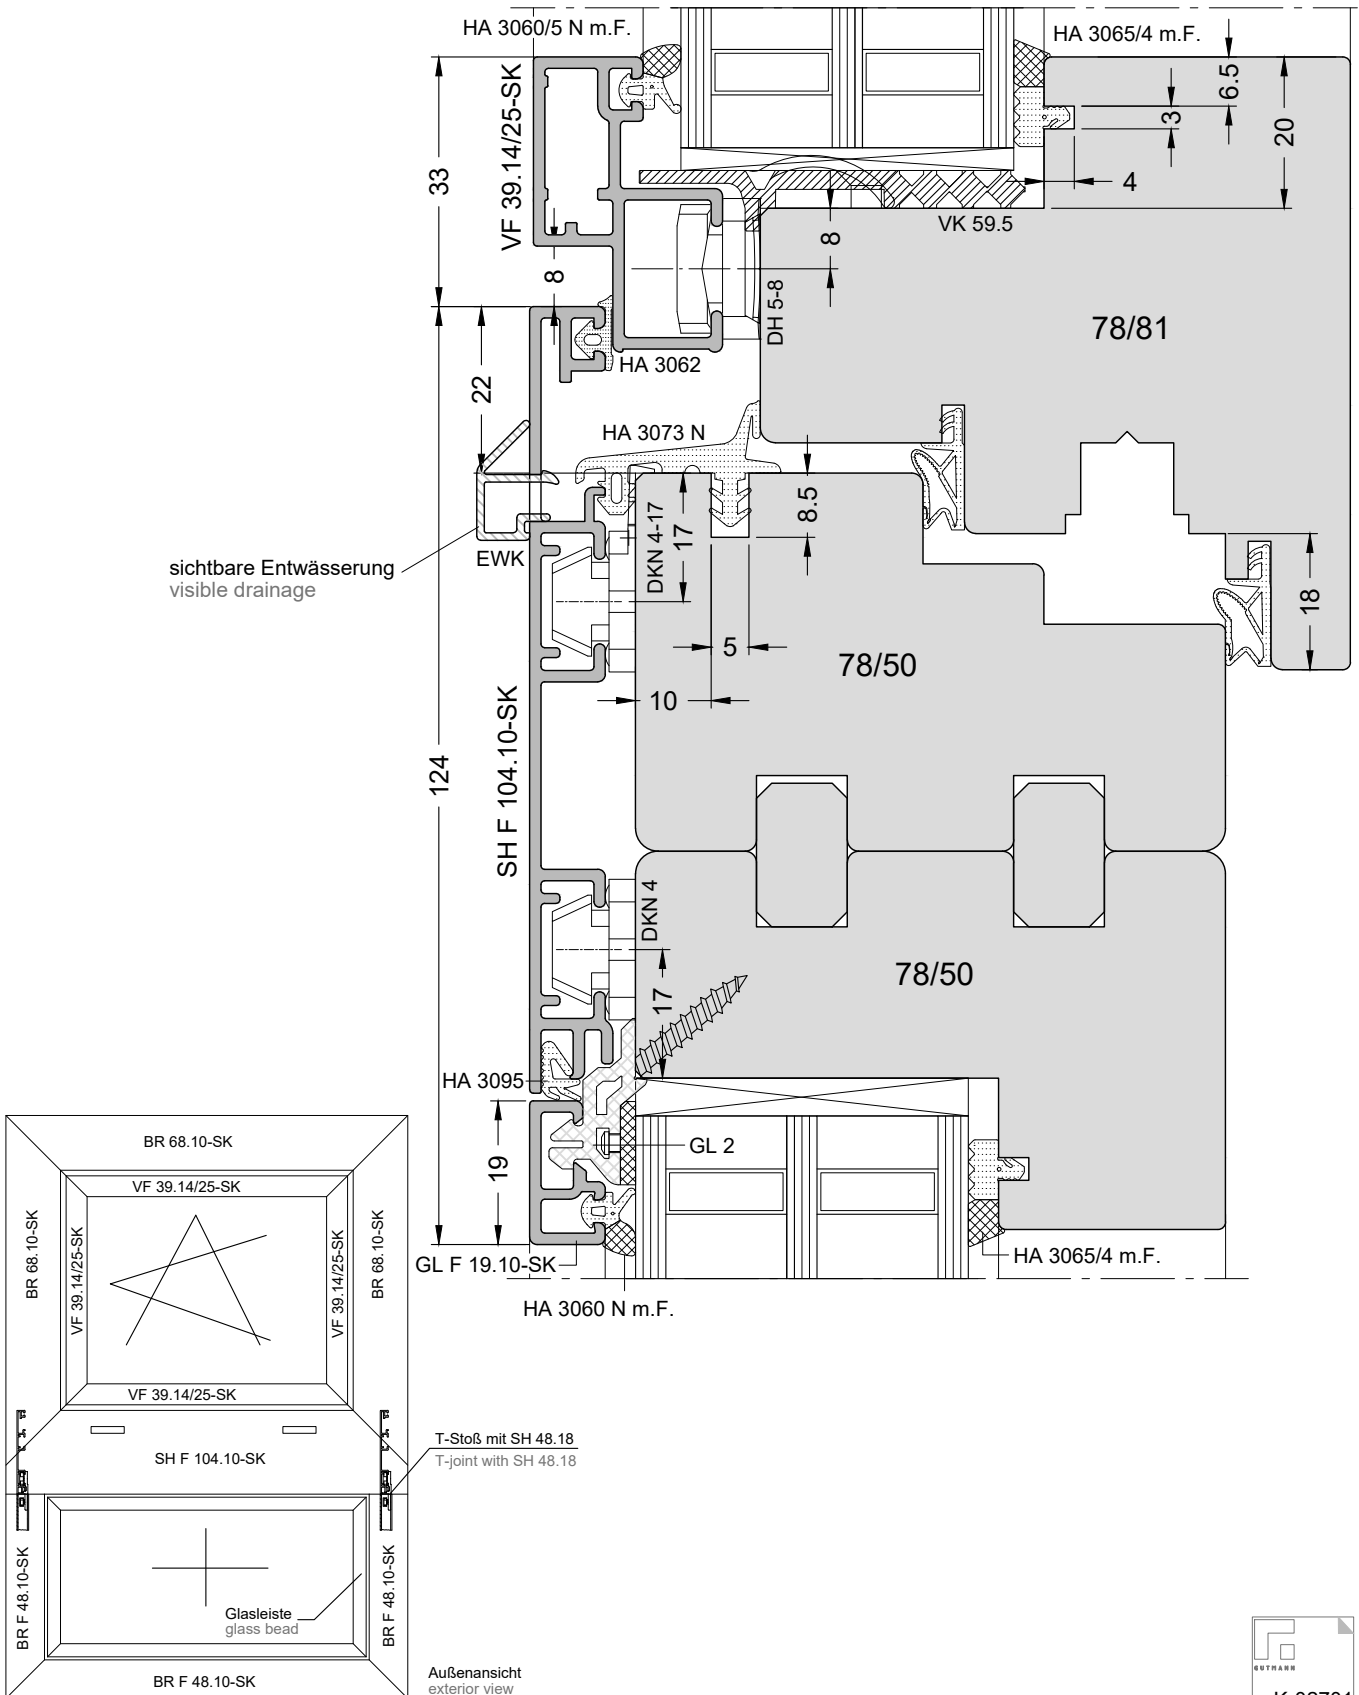 HA 3060/5 N m.F.
HA 3065/4 m.F.
VF 39.14/25-SK
33
6.5
3
20
4
VK 59.5
8
8
DH 5-8
78/81
HA 3062
22
HA 3073 N
8.5
DKN 4-17
17
EWK
sichtbare Entwässerung
visible drainage
18
5
78/50
10
124
SH F 104.10-SK
DKN 4
78/50
17
HA 3095
19
GL 2
GL F 19.10-SK
HA 3065/4 m.F.
HA 3060 N m.F.
BR 68.10-SK
VF 39.14/25-SK
BR 68.10-SK
VF 39.14/25-SK
VF 39.14/25-SK
BR 68.10-SK
VF 39.14/25-SK
SH F 104.10-SK
T-Stoß mit SH 48.18
T-joint with SH 48.18
BR F 48.10-SK
BR F 48.10-SK
Glasleiste
glass bead
BR F 48.10-SK
Außenansicht
exterior view
GUTMANN